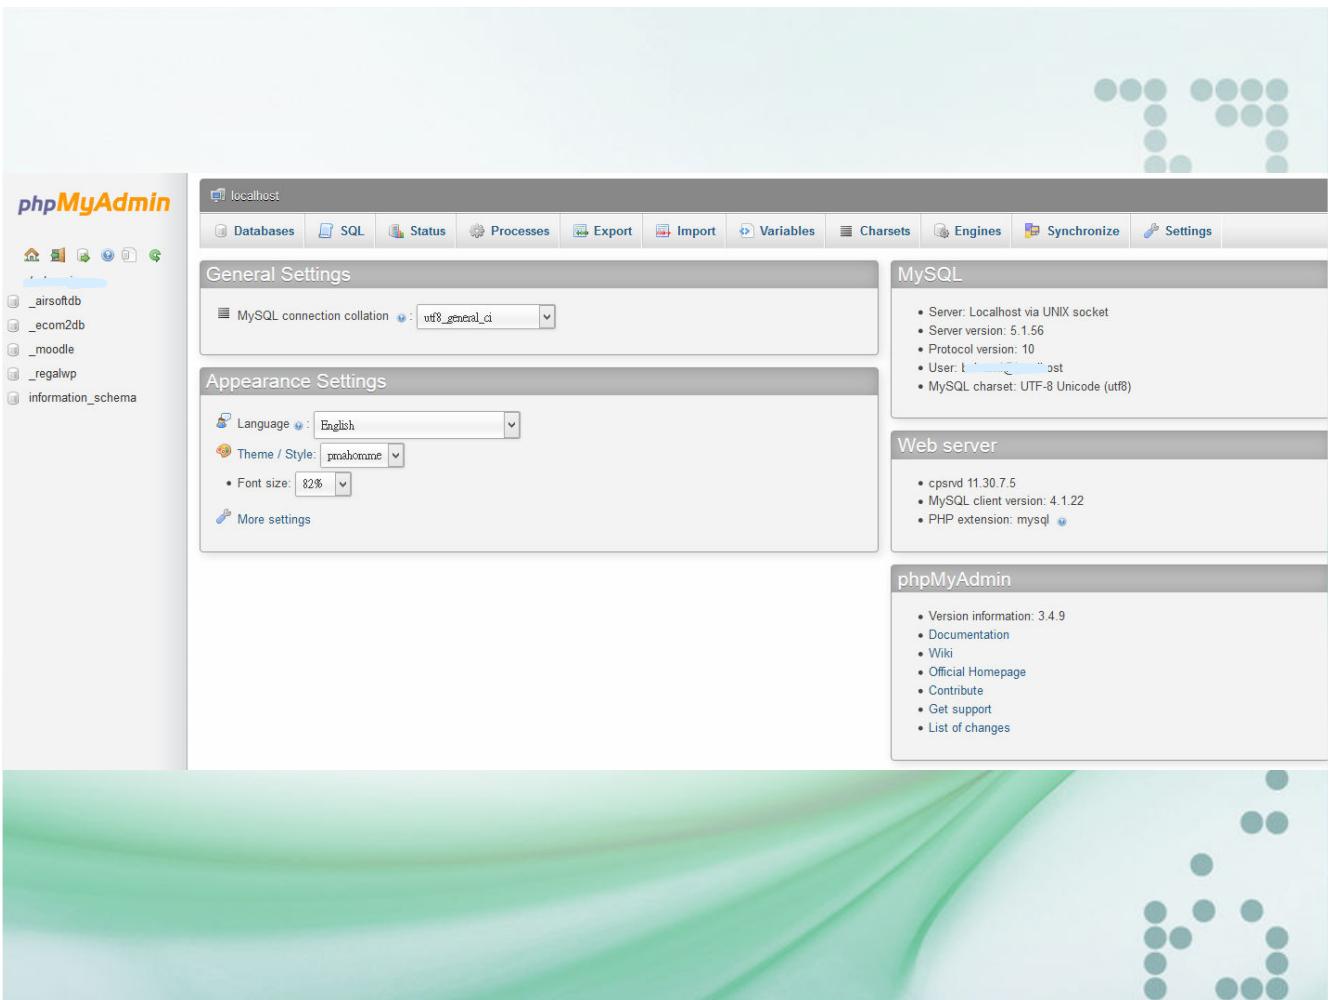 phpMyAdmin
_airsoftdb
_ecom2db
_moodle
_regalwp
information_schema
localhost
Databases SQL Status Processes Export Import Variables Charsets Engines Synchronize Settings
General Settings
MySQL connection collation : utf8_general_ci
Appearance Settings
Language : English
Theme / Style: pmahomme
• Font size: 82%
More settings
MySQL
• Server: Localhost via UNIX socket
• Server version: 5.1.56
• Protocol version: 10
• User:
• MySQL charset: UTF-8 Unicode (utf8)
Web server
• cpsrvd 11.30.7.5
• MySQL client version: 4.1.22
• PHP extension: mysql
phpMyAdmin
• Version information: 3.4.9
• Documentation
• Wiki
• Official Homepage
• Contribute
• Get support
• List of changes